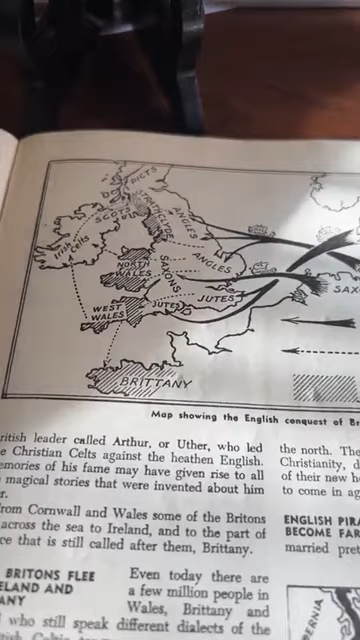 PICTS
SCOTS
STRATHCLYDE
ANGLES
Irish Celts
ANGLES
NORTH
WALES
SAXONS
JUTES
JUTES
WEST
WALES
SAX
BRITTANY
Map showing the English conquest of Br
ritish leader called Arthur, or Uther, who led
e Christian Celts against the heathen English.
emories of his fame may have given rise to all
magical stories that were invented about him
r.
from Cornwall and Wales some of the Britons
across the sea to Ireland, and to the part of
ce that is still called after them, Brittany.
BRITONS FLEE
ELAND AND
ANY
Even today there are
a few million people in
Wales, Brittany and
who still speak different dialects of the
the north. The
Christianity, d
of their new h
to come in ag
ENGLISH PIRA
BECOME FAR
married pret
BERNIA